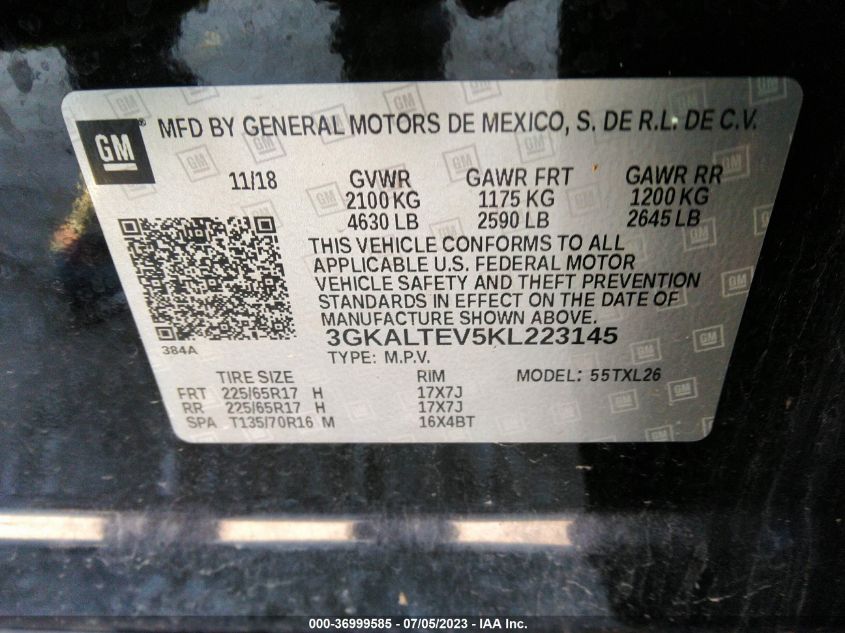 GM
MFD BY GENERAL MOTORS DE MEXICO, S. DE R.L. DE C.V.
11/18 GVWR GAWR FRT GAWR RR
2100 KG 1175 KG 1200 KG
4630 LB 2590 LB 2645 LB
THIS VEHICLE CONFORMS TO ALL
APPLICABLE U.S. FEDERAL MOTOR
VEHICLE SAFETY AND THEFT PREVENTION
STANDARDS IN EFFECT ON THE DATE OF
MANUFACTURE SHOWN ABOVE.
384A
3GKALTEV5KL223145
TYPE: M.P.V.
TIRE SIZE RIM MODEL: 55TXL26
FRT 225/65R17 H 17X7J
RR 225/65R17 H 17X7J
SPA T135/70R16 M 16X4BT
000-36999585 - 07/05/2023 - IAA Inc.